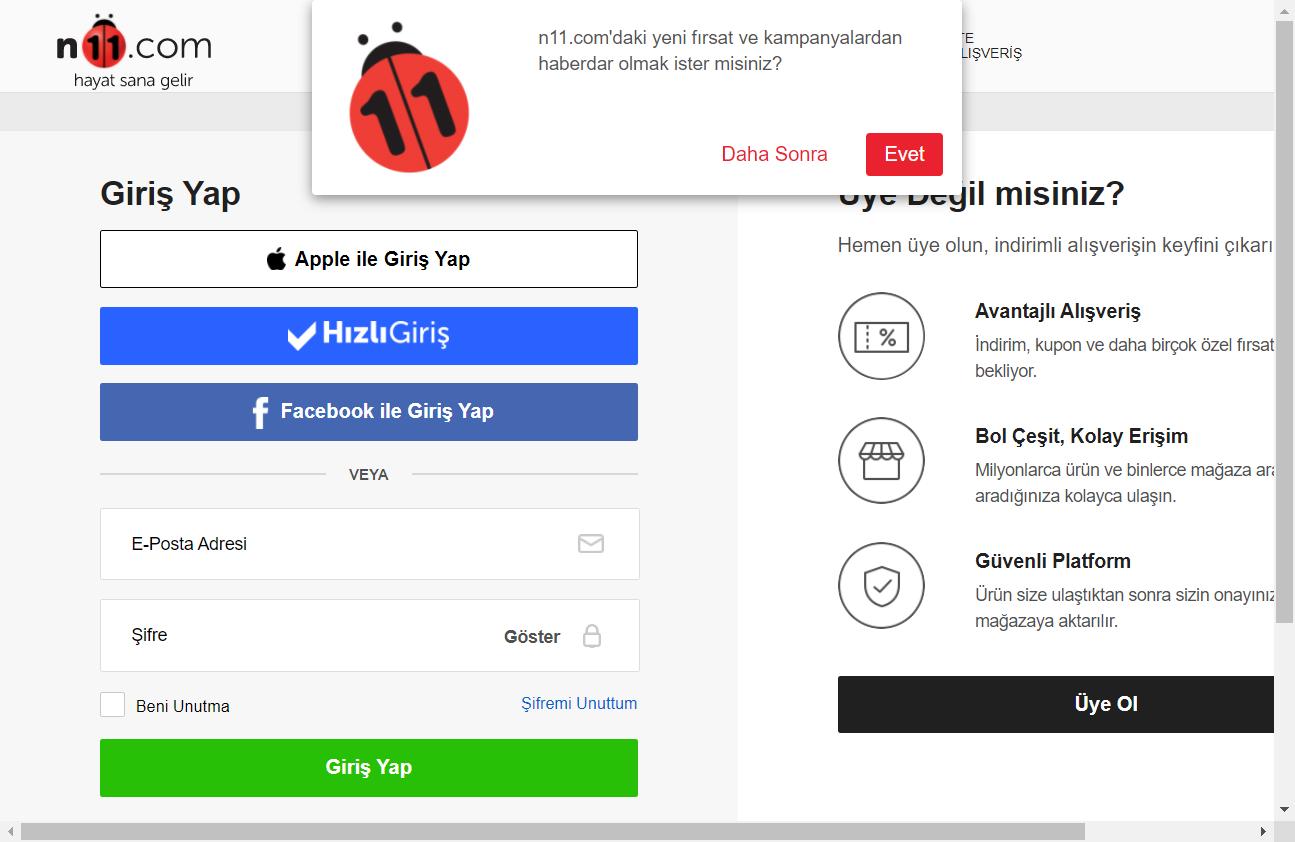 n11.com
hayat sana gelir
n11.com'daki yeni fırsat ve kampanyalardan
haberdar olmak ister misiniz?
Daha Sonra
Evet
TE
LIŞVERİŞ
Giriş Yap
Apple ile Giriş Yap
HızlıGiriş
Facebook ile Giriş Yap
VEYA
E-Posta Adresi
Şifre
Göster
Beni Unutma
Şifremi Unuttum
Giriş Yap
Üye Değil misiniz?
Hemen üye olun, indirimli alışverişin keyfini çıkarı
Avantajlı Alışveriş
İndirim, kupon ve daha birçok özel fırsat
bekliyor.
Bol Çeşit, Kolay Erişim
Milyonlarca ürün ve binlerce mağaza ara
aradığınıza kolayca ulaşın.
Güvenli Platform
Ürün size ulaştıktan sonra sizin onayınız
mağazaya aktarılır.
Üye Ol